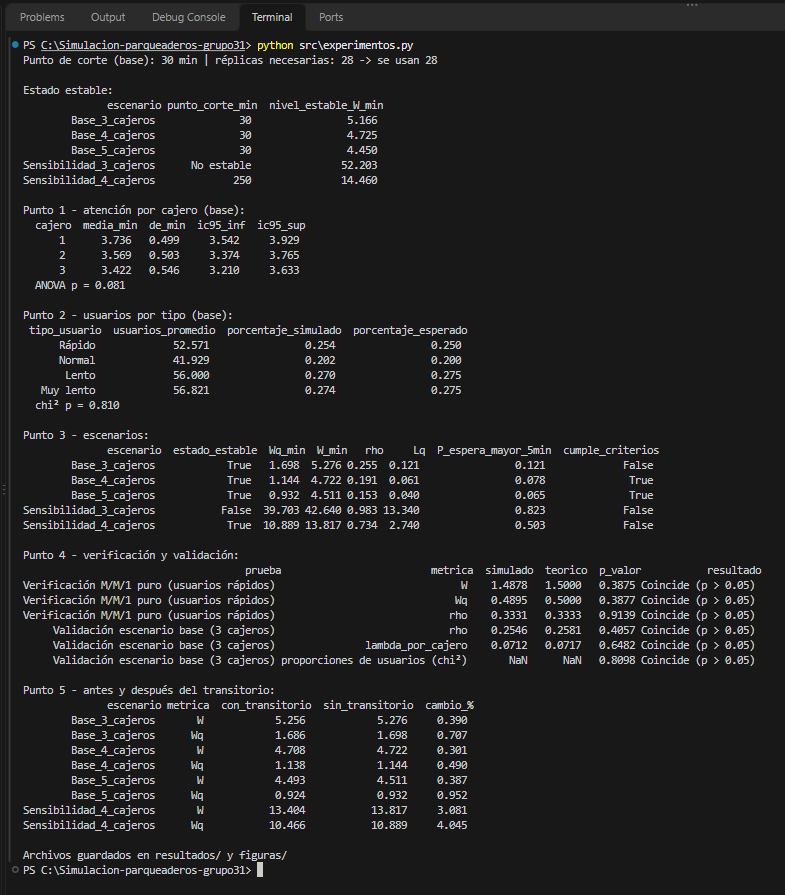 Problems Output Debug Console Terminal Ports
PS C:\Simulacion-parqueaderos-grupo31> python src\experimentos.py
Punto de corte (base): 30 min | réplicas necesarias: 28 -> se usan 28
Estado estable:
escenario punto_corte_min nivel_estable_W_min
Base_3_cajeros 30 5.166
Base_4_cajeros 30 4.725
Base_5_cajeros 30 4.450
Sensibilidad_3_cajeros No estable 52.203
Sensibilidad_4_cajeros 250 14.460
Punto 1 - atención por cajero (base):
cajero media_min de_min ic95_inf ic95_sup
1 3.736 0.499 3.542 3.929
2 3.569 0.503 3.374 3.765
3 3.422 0.546 3.210 3.633
ANOVA p = 0.081
Punto 2 - usuarios por tipo (base):
tipo_usuario usuarios_promedio porcentaje_simulado porcentaje_esperado
Rápido 52.571 0.254 0.250
Normal 41.929 0.202 0.200
Lento 56.000 0.270 0.275
Muy lento 56.821 0.274 0.275
chi² p = 0.810
Punto 3 - escenarios:
escenario estado_estable Wq_min W_min rho Lq P_espera_mayor_5min cumple_criterios
Base_3_cajeros True 1.698 5.276 0.255 0.121 0.121 False
Base_4_cajeros True 1.144 4.722 0.191 0.061 0.078 True
Base_5_cajeros True 0.932 4.511 0.153 0.040 0.065 True
Sensibilidad_3_cajeros False 39.703 42.640 0.983 13.340 0.823 False
Sensibilidad_4_cajeros True 10.889 13.817 0.734 2.740 0.503 False
Punto 4 - verificación y validación:
prueba metrica simulado teorico p_valor resultado
Verificación M/M/1 puro (usuarios rápidos) W 1.4878 1.5000 0.3875 Coincide (p > 0.05)
Verificación M/M/1 puro (usuarios rápidos) Wq 0.4895 0.5000 0.3877 Coincide (p > 0.05)
Verificación M/M/1 puro (usuarios rápidos) rho 0.3331 0.3333 0.9139 Coincide (p > 0.05)
Validación escenario base (3 cajeros) rho 0.2546 0.2581 0.4057 Coincide (p > 0.05)
Validación escenario base (3 cajeros) lambda_por_cajero 0.0712 0.0717 0.6482 Coincide (p > 0.05)
Validación escenario base (3 cajeros) proporciones de usuarios (chi²) NaN NaN 0.8098 Coincide (p > 0.05)
Punto 5 - antes y después del transitorio:
escenario metrica con_transitorio sin_transitorio cambio_%
Base_3_cajeros W 5.256 5.276 0.390
Base_3_cajeros Wq 1.686 1.698 0.707
Base_4_cajeros W 4.708 4.722 0.301
Base_4_cajeros Wq 1.138 1.144 0.490
Base_5_cajeros W 4.493 4.511 0.387
Base_5_cajeros Wq 0.924 0.932 0.952
Sensibilidad_4_cajeros W 13.404 13.817 3.081
Sensibilidad_4_cajeros Wq 10.466 10.889 4.045
Archivos guardados en resultados/ y figuras/
PS C:\Simulacion-parqueaderos-grupo31>